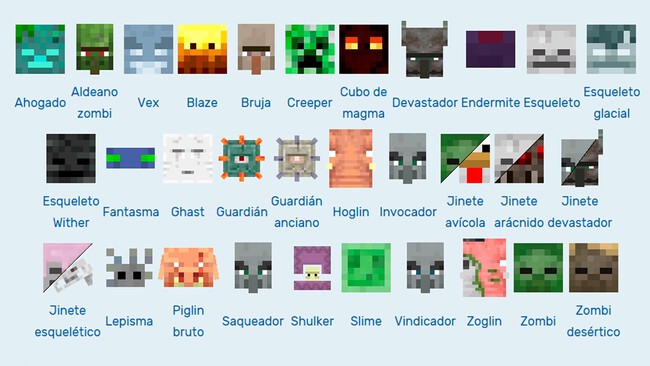 Ahogado
Aldeano
zombi
Vex
Blaze
Bruja
Creeper
Cubo de
magma
Devastador
Endermite
Esqueleto
Esqueleto
glacial
Esqueleto
Wither
Fantasma
Ghast
Guardián
Guardián
anciano
Hoglin
Invocador
Jinete
avícola
Jinete
arácnido
Jinete
devastador
Jinete
esquelético
Lepisma
Piglin
bruto
Saqueador
Shulker
Slime
Vindicador
Zoglin
Zombi
Zombi
desértico